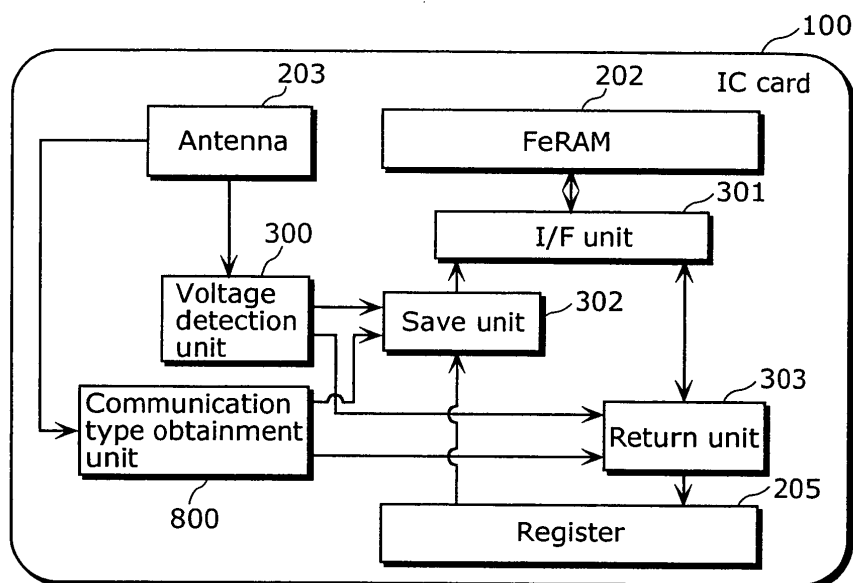 100
IC card
203
Antenna
202
FeRAM
301
I/F unit
300
Voltage
detection
unit
302
Save unit
303
Return unit
Communication
type obtainment
unit
800
205
Register